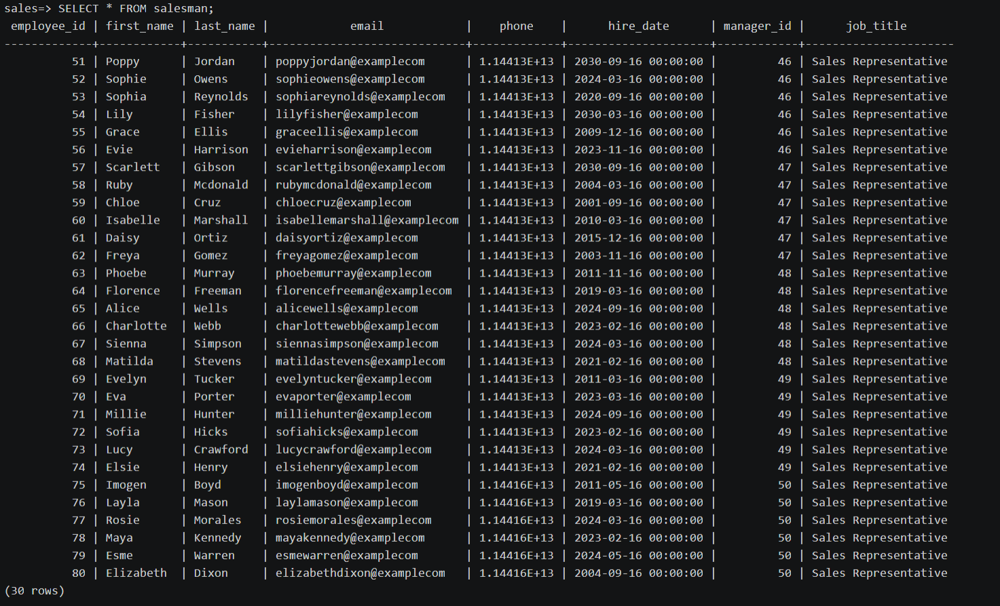 sales=> SELECT * FROM salesman;
 employee_id | first_name | last_name |            email            |    phone    |      hire_date      | manager_id |      job_title
-------------+------------+-----------+-----------------------------+-------------+---------------------+------------+----------------------
          51 | Poppy      | Jordan    | poppyjordan@examplecom      | 1.14413E+13 | 2030-09-16 00:00:00 |         46 | Sales Representative
          52 | Sophie     | Owens     | sophieowens@examplecom      | 1.14413E+13 | 2024-03-16 00:00:00 |         46 | Sales Representative
          53 | Sophia     | Reynolds  | sophiareynolds@examplecom   | 1.14413E+13 | 2020-09-16 00:00:00 |         46 | Sales Representative
          54 | Lily       | Fisher    | lilyfisher@examplecom       | 1.14413E+13 | 2030-03-16 00:00:00 |         46 | Sales Representative
          55 | Grace      | Ellis     | graceellis@examplecom       | 1.14413E+13 | 2009-12-16 00:00:00 |         46 | Sales Representative
          56 | Evie       | Harrison  | evieharrison@examplecom     | 1.14413E+13 | 2023-11-16 00:00:00 |         46 | Sales Representative
          57 | Scarlett   | Gibson    | scarlettgibson@examplecom   | 1.14413E+13 | 2030-09-16 00:00:00 |         47 | Sales Representative
          58 | Ruby       | Mcdonald  | rubymcdonald@examplecom     | 1.14413E+13 | 2004-03-16 00:00:00 |         47 | Sales Representative
          59 | Chloe      | Cruz      | chloecruz@examplecom        | 1.14413E+13 | 2001-09-16 00:00:00 |         47 | Sales Representative
          60 | Isabelle   | Marshall  | isabellemarshall@examplecom | 1.14413E+13 | 2010-03-16 00:00:00 |         47 | Sales Representative
          61 | Daisy      | Ortiz     | daisyortiz@examplecom       | 1.14413E+13 | 2015-12-16 00:00:00 |         47 | Sales Representative
          62 | Freya      | Gomez     | freyagomez@examplecom       | 1.14413E+13 | 2003-11-16 00:00:00 |         47 | Sales Representative
          63 | Phoebe     | Murray    | phoebemurray@examplecom     | 1.14413E+13 | 2011-11-16 00:00:00 |         48 | Sales Representative
          64 | Florence   | Freeman   | florencefreeman@examplecom  | 1.14413E+13 | 2019-03-16 00:00:00 |         48 | Sales Representative
          65 | Alice      | Wells     | alicewells@examplecom       | 1.14413E+13 | 2024-09-16 00:00:00 |         48 | Sales Representative
          66 | Charlotte  | Webb      | charlottewebb@examplecom    | 1.14413E+13 | 2023-02-16 00:00:00 |         48 | Sales Representative
          67 | Sienna     | Simpson   | siennasimpson@examplecom    | 1.14413E+13 | 2024-03-16 00:00:00 |         48 | Sales Representative
          68 | Matilda    | Stevens   | matildastevens@examplecom   | 1.14413E+13 | 2021-02-16 00:00:00 |         48 | Sales Representative
          69 | Evelyn     | Tucker    | evelyntucker@examplecom     | 1.14413E+13 | 2011-03-16 00:00:00 |         49 | Sales Representative
          70 | Eva        | Porter    | evaporter@examplecom        | 1.14413E+13 | 2023-03-16 00:00:00 |         49 | Sales Representative
          71 | Millie     | Hunter    | milliehunter@examplecom     | 1.14413E+13 | 2024-09-16 00:00:00 |         49 | Sales Representative
          72 | Sofia      | Hicks     | sofiahicks@examplecom       | 1.14413E+13 | 2023-02-16 00:00:00 |         49 | Sales Representative
          73 | Lucy       | Crawford  | lucycrawford@examplecom     | 1.14413E+13 | 2024-03-16 00:00:00 |         49 | Sales Representative
          74 | Elsie      | Henry     | elsiehenry@examplecom       | 1.14413E+13 | 2021-02-16 00:00:00 |         49 | Sales Representative
          75 | Imogen     | Boyd      | imogenboyd@examplecom       | 1.14416E+13 | 2011-05-16 00:00:00 |         50 | Sales Representative
          76 | Layla      | Mason     | laylamason@examplecom       | 1.14416E+13 | 2019-03-16 00:00:00 |         50 | Sales Representative
          77 | Rosie      | Morales   | rosiemorales@examplecom     | 1.14416E+13 | 2024-03-16 00:00:00 |         50 | Sales Representative
          78 | Maya       | Kennedy   | mayakennedy@examplecom      | 1.14416E+13 | 2023-02-16 00:00:00 |         50 | Sales Representative
          79 | Esme       | Warren    | esmewarren@examplecom       | 1.14416E+13 | 2024-05-16 00:00:00 |         50 | Sales Representative
          80 | Elizabeth  | Dixon     | elizabethdixon@examplecom   | 1.14416E+13 | 2004-09-16 00:00:00 |         50 | Sales Representative
(30 rows)